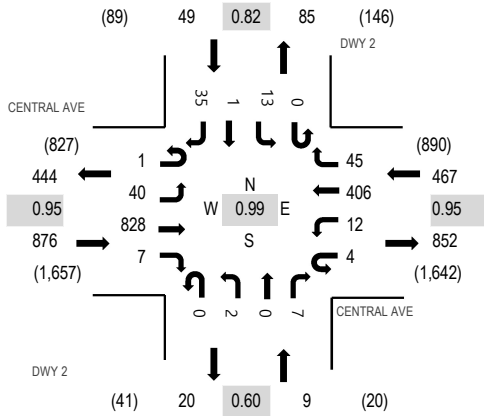 (89) 49 0.82 85 (146)
DWY 2
35 1 13 0
CENTRAL AVE
(827) (890)
444 1 45 467
40 N 406
0.95 W 0.99 E 0.95
828 12
876 S 852
7 4
(1,657) (1,642)
0 2 0 7
CENTRAL AVE
DWY 2
(41) 20 0.60 9 (20)